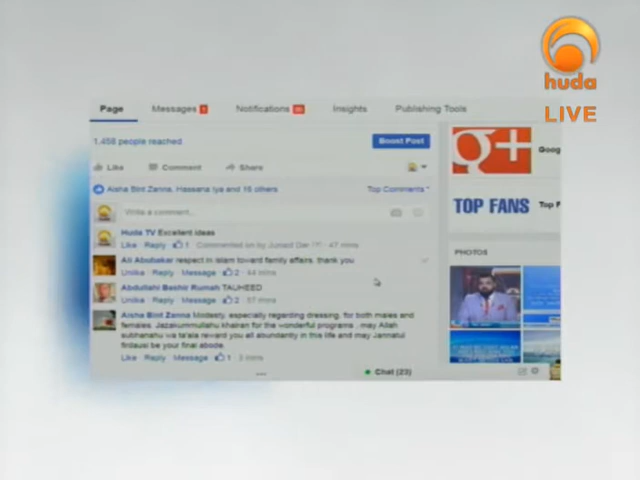 huda
LIVE
Page Messages Notifications Insights Publishing Tools
1,458 people reached Boost Post
Like Comment Share
Aisha Bint Zanna, Hassana Iya and 16 others Top Comments
Write a comment...
Huda TV Excellent ideas
Like · Reply · 1 · Commented on by · 47 mins
Ali Abubakar respect in islam toward family affairs. thank you
Unlike · Reply · Message · 2 · 44 mins
Abdullahi Bashir Rumah TAUHEED
Unlike · Reply · Message · 2 · 37 mins
Aisha Bint Zanna Modesty, especially regarding dressing, for both males and
females. Jazakummullahu khairan for the wonderful programs , may Allah
subhanahu wa ta'ala reward you all abundantly in this life and may Jannatul
firdausi be your final abode.
Like · Reply · Message · 1 · 3 mins
Chat (23)
g+ Goog
TOP FANS Top F
PHOTOS